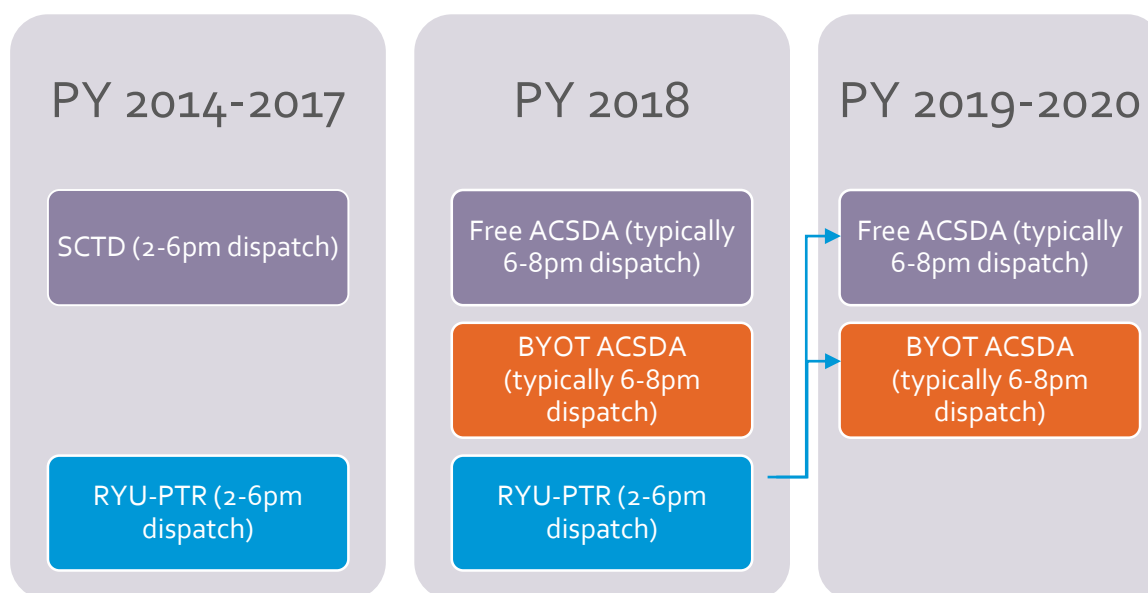 PY 2014-2017
SCTD (2-6pm dispatch)
RYU-PTR (2-6pm
dispatch)
PY 2018
Free ACSDA (typically
6-8pm dispatch)
BYOT ACSDA
(typically 6-8pm
dispatch)
RYU-PTR (2-6pm
dispatch)
PY 2019-2020
Free ACSDA (typically
6-8pm dispatch)
BYOT ACSDA
(typically 6-8pm
dispatch)